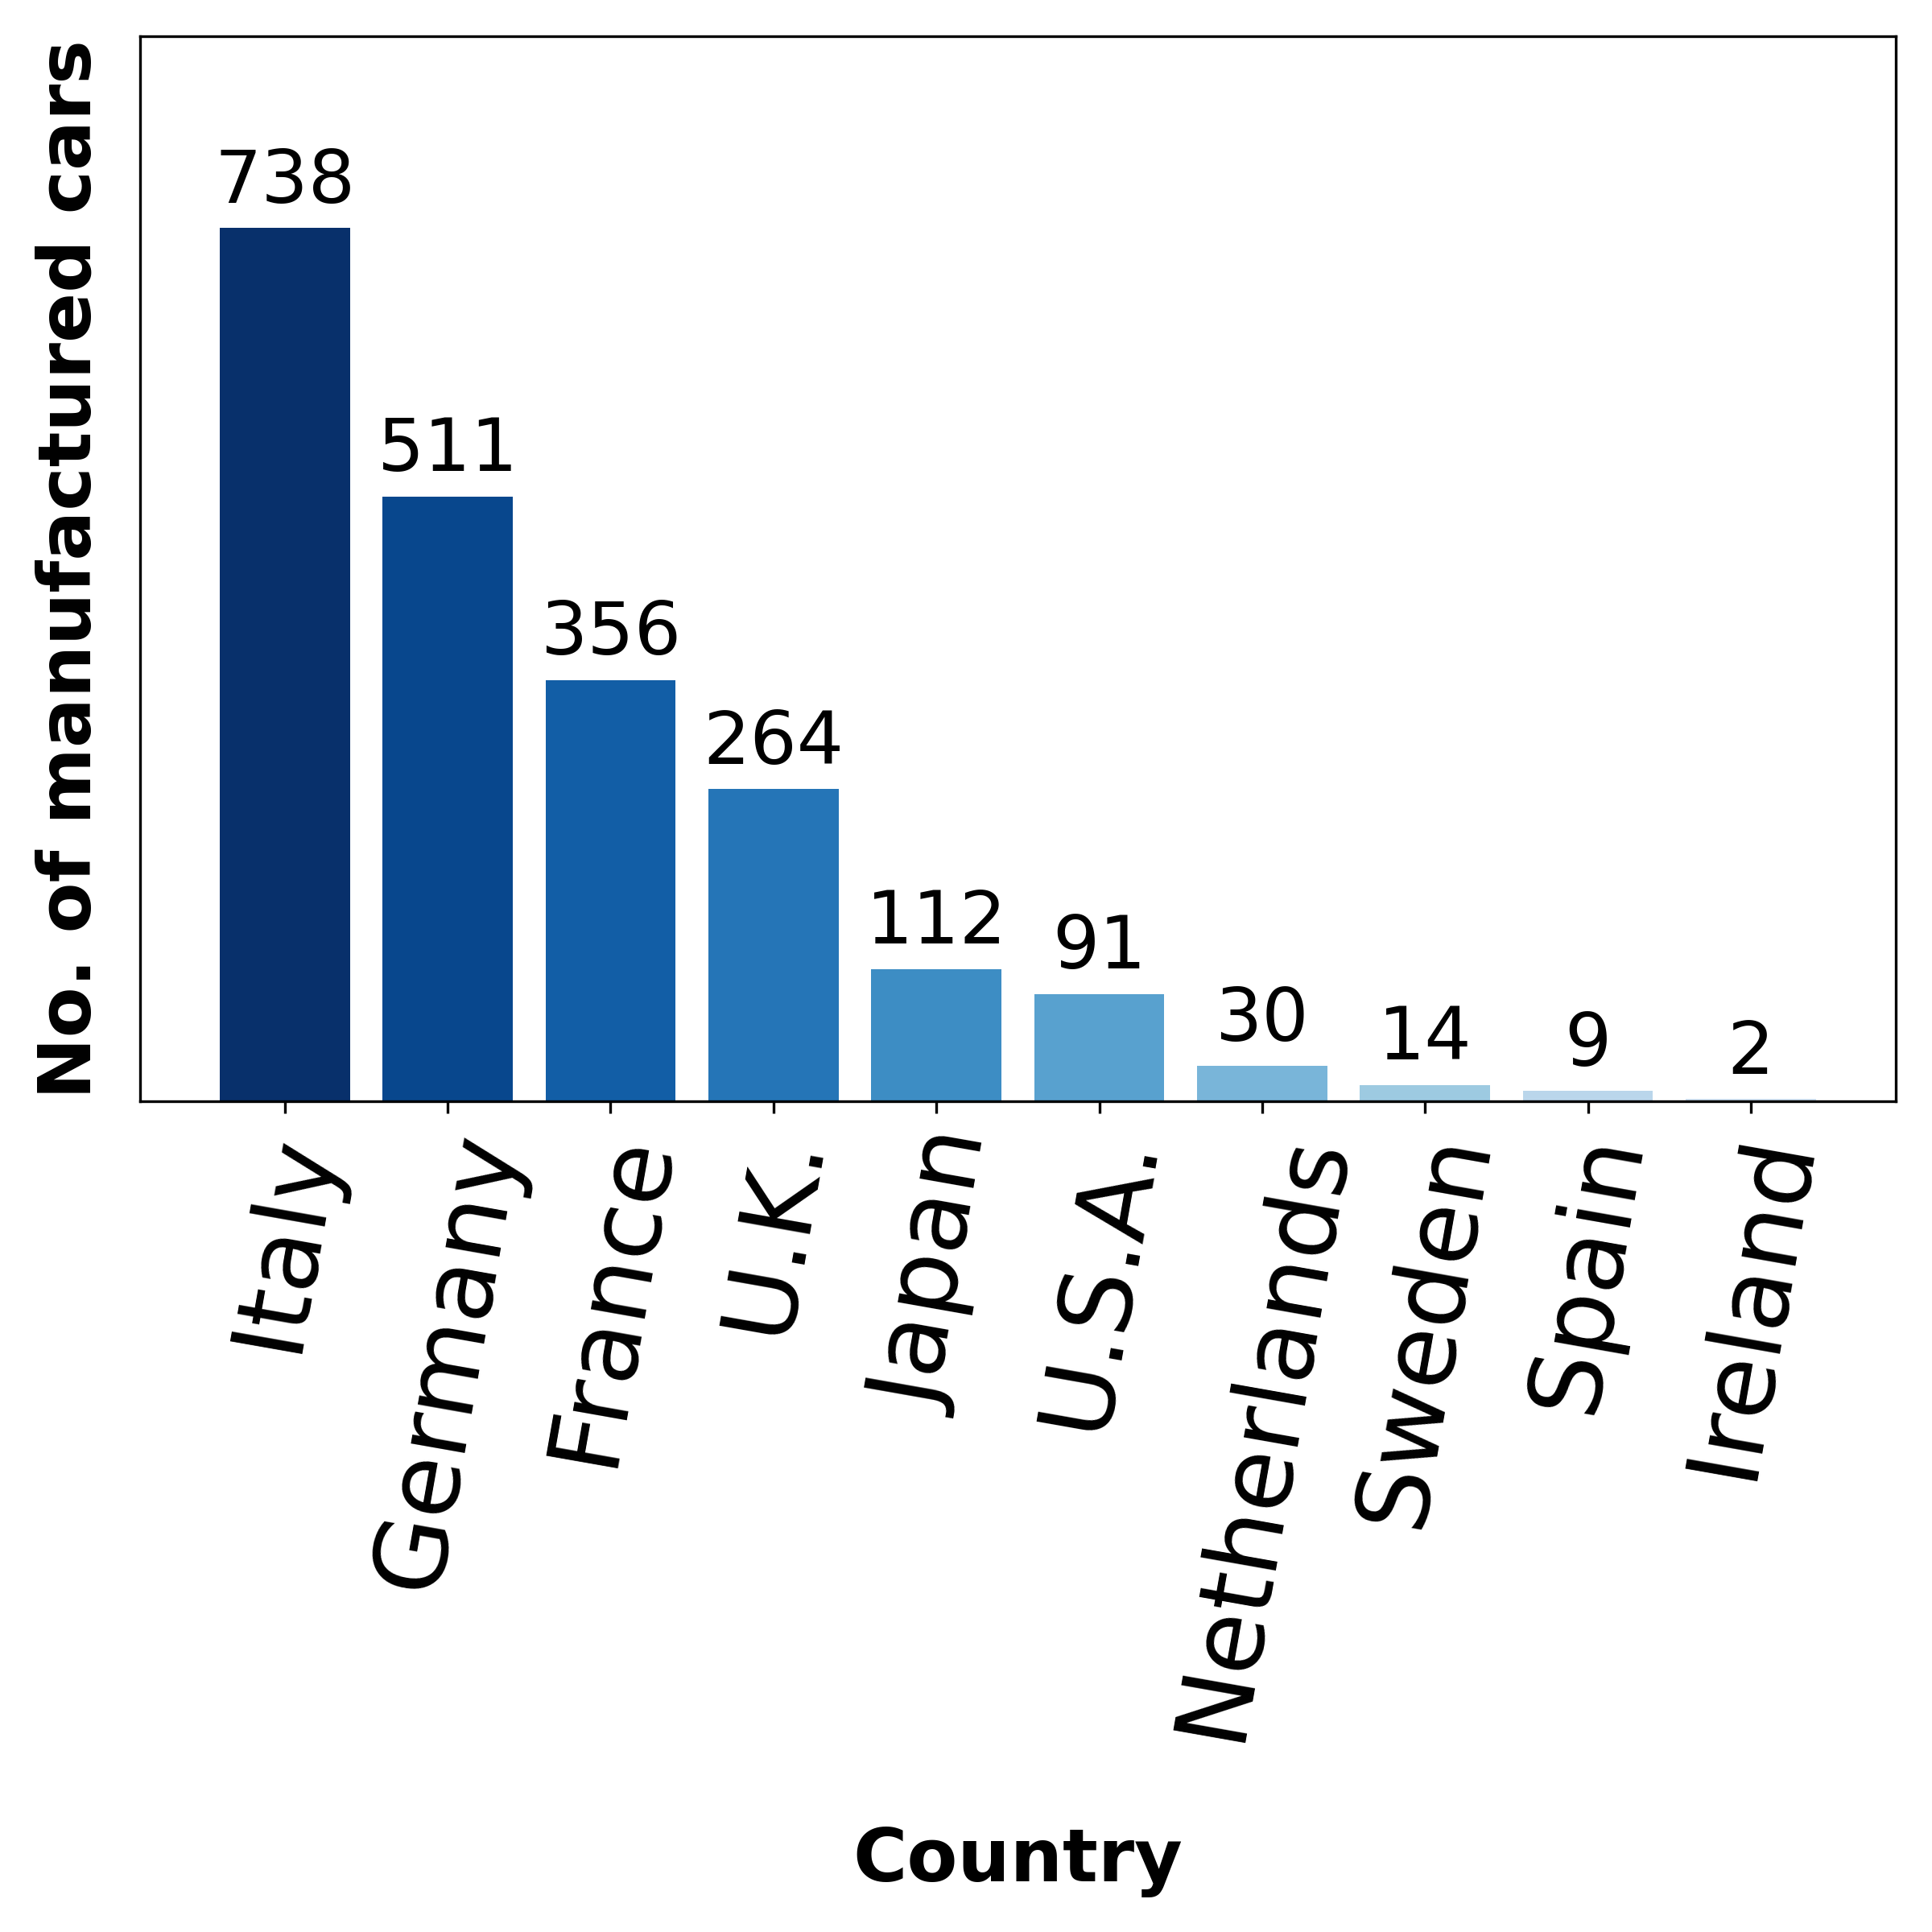 No. of manufactured cars
738
511
356
264
112
91
30
14
9
2
Italy
Germany
France
U.K.
Japan
U.S.A.
Netherlands
Sweden
Spain
Ireland
Country